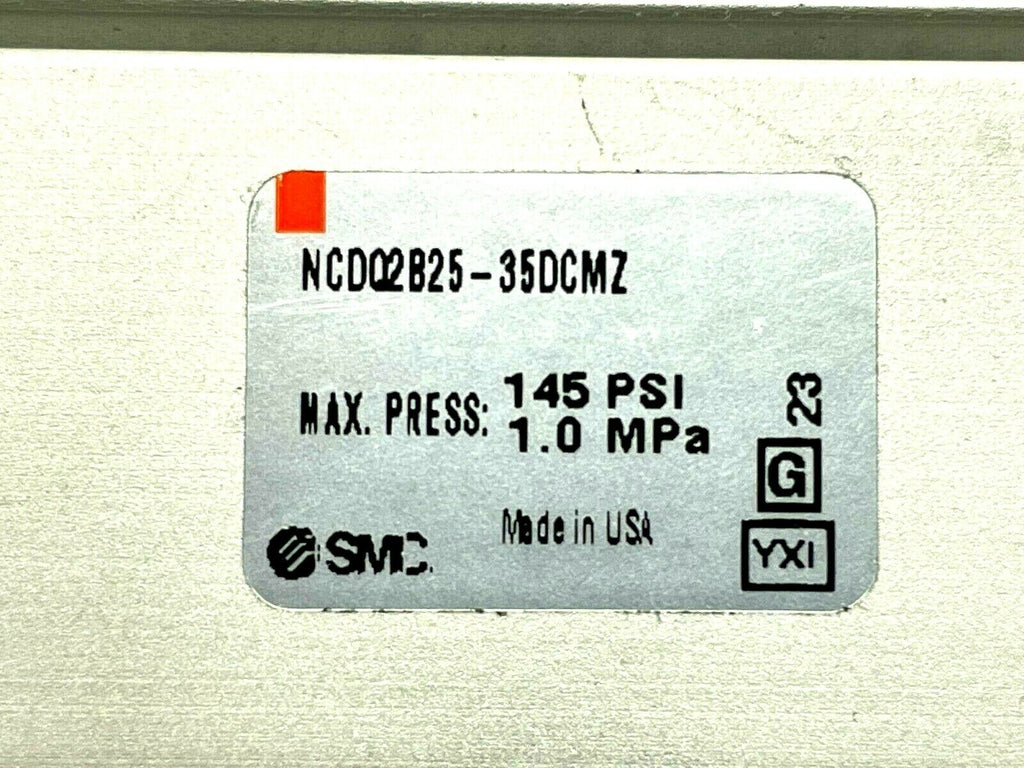 NCDQ2B25-35DCMZ
MAX. PRESS: 145 PSI
1.0 MPa
23
G
YXI
Made in USA
SMC